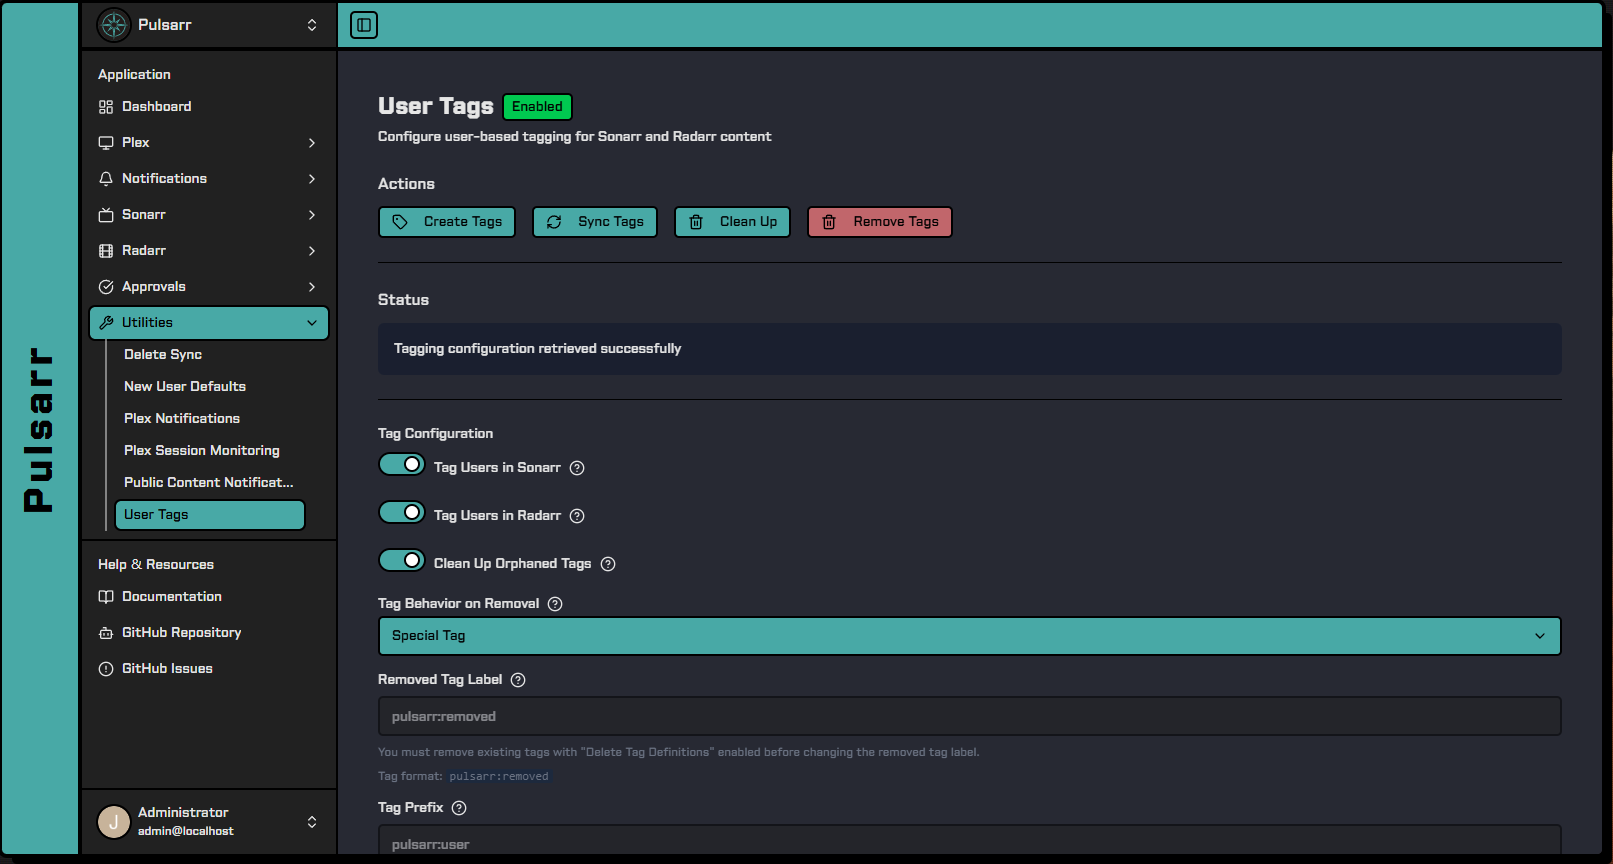 Pulsarr
Pulsarr
Application
Dashboard
Plex
Notifications
Sonarr
Radarr
Approvals
Utilities
Delete Sync
New User Defaults
Plex Notifications
Plex Session Monitoring
Public Content Notificat...
User Tags
Help & Resources
Documentation
GitHub Repository
GitHub Issues
J
Administrator
admin@localhost
User Tags Enabled
Configure user-based tagging for Sonarr and Radarr content
Actions
Create Tags Sync Tags Clean Up Remove Tags
Status
Tagging configuration retrieved successfully
Tag Configuration
Tag Users in Sonarr ?
Tag Users in Radarr ?
Clean Up Orphaned Tags ?
Tag Behavior on Removal ?
Special Tag
Removed Tag Label ?
pulsarr:removed
You must remove existing tags with "Delete Tag Definitions" enabled before changing the removed tag label.
Tag format: pulsarr:removed
Tag Prefix ?
pulsarr:user